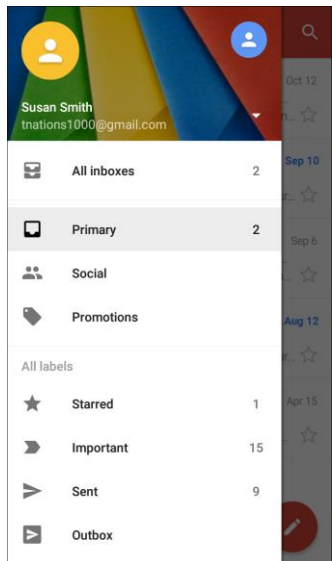 Susan Smith
tnations1000@gmail.com
All inboxes 2
Primary 2
Social
Promotions
All labels
Starred 1
Important 15
Sent 9
Outbox
Oct 12
n...
Sep 10
r...
Sep 6
Aug 12
ur...
Apr 15